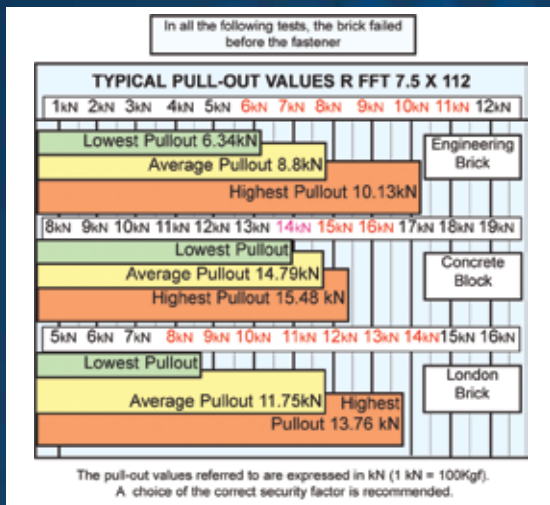 In all the following tests, the brick failed
before the fastener
TYPICAL PULL-OUT VALUES R FFT 7.5 X 112
1kN 2kN 3kN 4kN 5kN 6kN 7kN 8kN 9kN 10kN 11kN 12kN
Lowest Pullout 6.34kN
Average Pullout 8.8kN
Highest Pullout 10.13kN
Engineering
Brick
8kN 9kN 10kN 11kN 12kN 13kN 14kN 15kN 16kN 17kN 18kN 19kN
Lowest Pullout
Average Pullout 14.79kN
Highest Pullout 15.48 kN
Concrete
Block
5kN 6kN 7kN 8kN 9kN 10kN 11kN 12kN 13kN 14kN 15kN 16kN
Lowest Pullout
Average Pullout 11.75kN
Highest
Pullout 13.76 kN
London
Brick
The pull-out values referred to are expressed in kN (1 kN = 100Kgf).
A choice of the correct security factor is recommended.